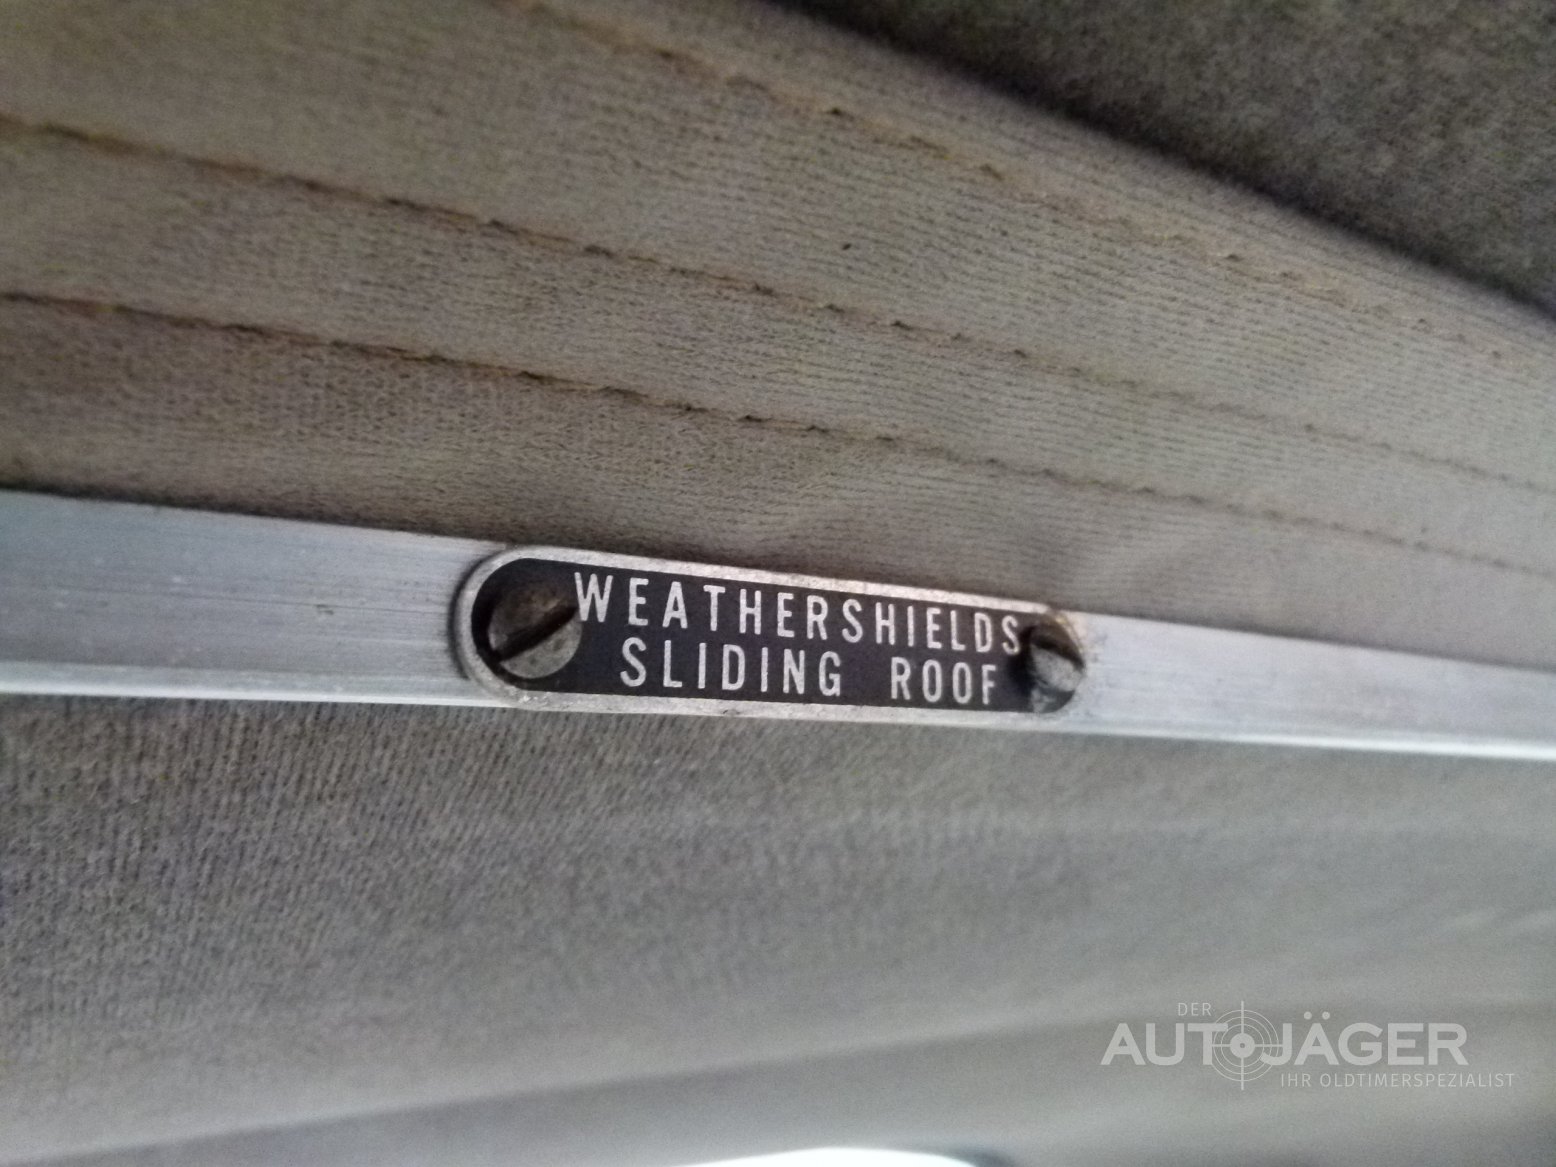 WEATHERSHIELDS
SLIDING ROOF
DER
AUTOJÄGER
IHR OLDTIMERSPEZIALIST